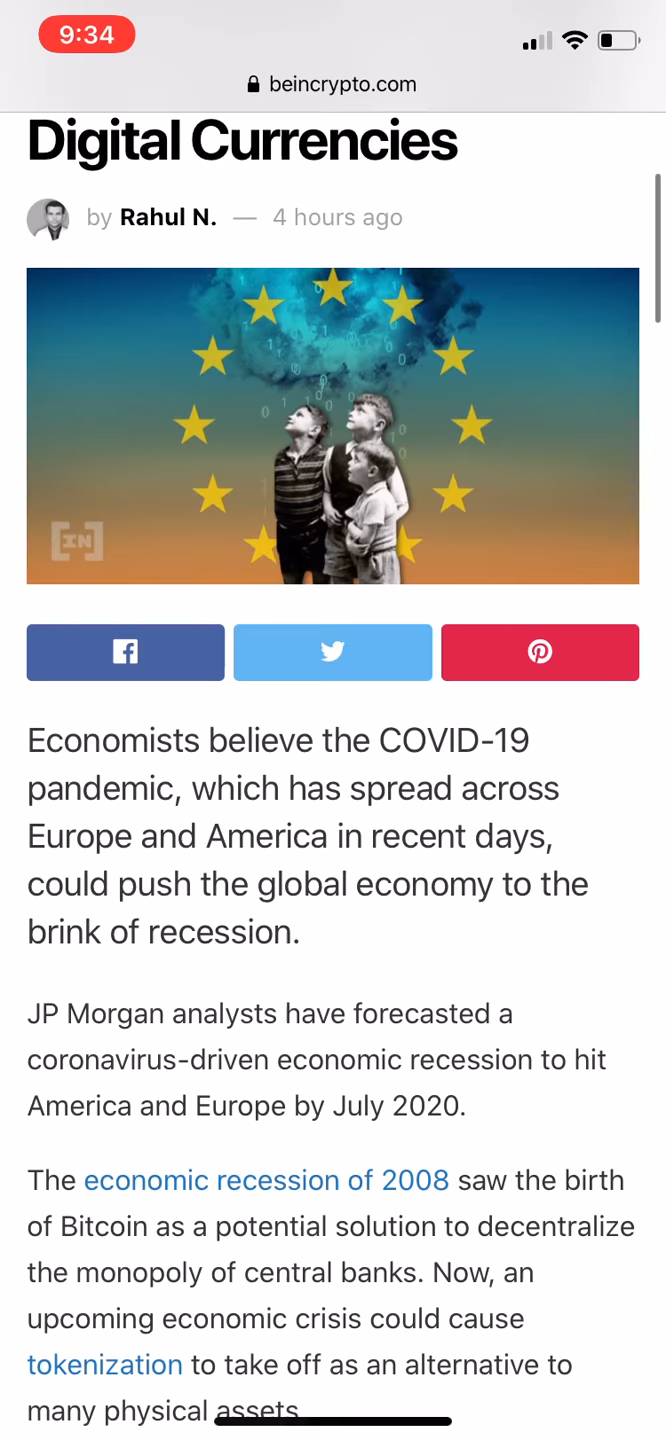 9:34
beincrypto.com
Digital Currencies
by Rahul N. — 4 hours ago
[IN]
Economists believe the COVID-19
pandemic, which has spread across
Europe and America in recent days,
could push the global economy to the
brink of recession.
JP Morgan analysts have forecasted a
coronavirus-driven economic recession to hit
America and Europe by July 2020.
The economic recession of 2008 saw the birth
of Bitcoin as a potential solution to decentralize
the monopoly of central banks. Now, an
upcoming economic crisis could cause
tokenization to take off as an alternative to
many physical assets